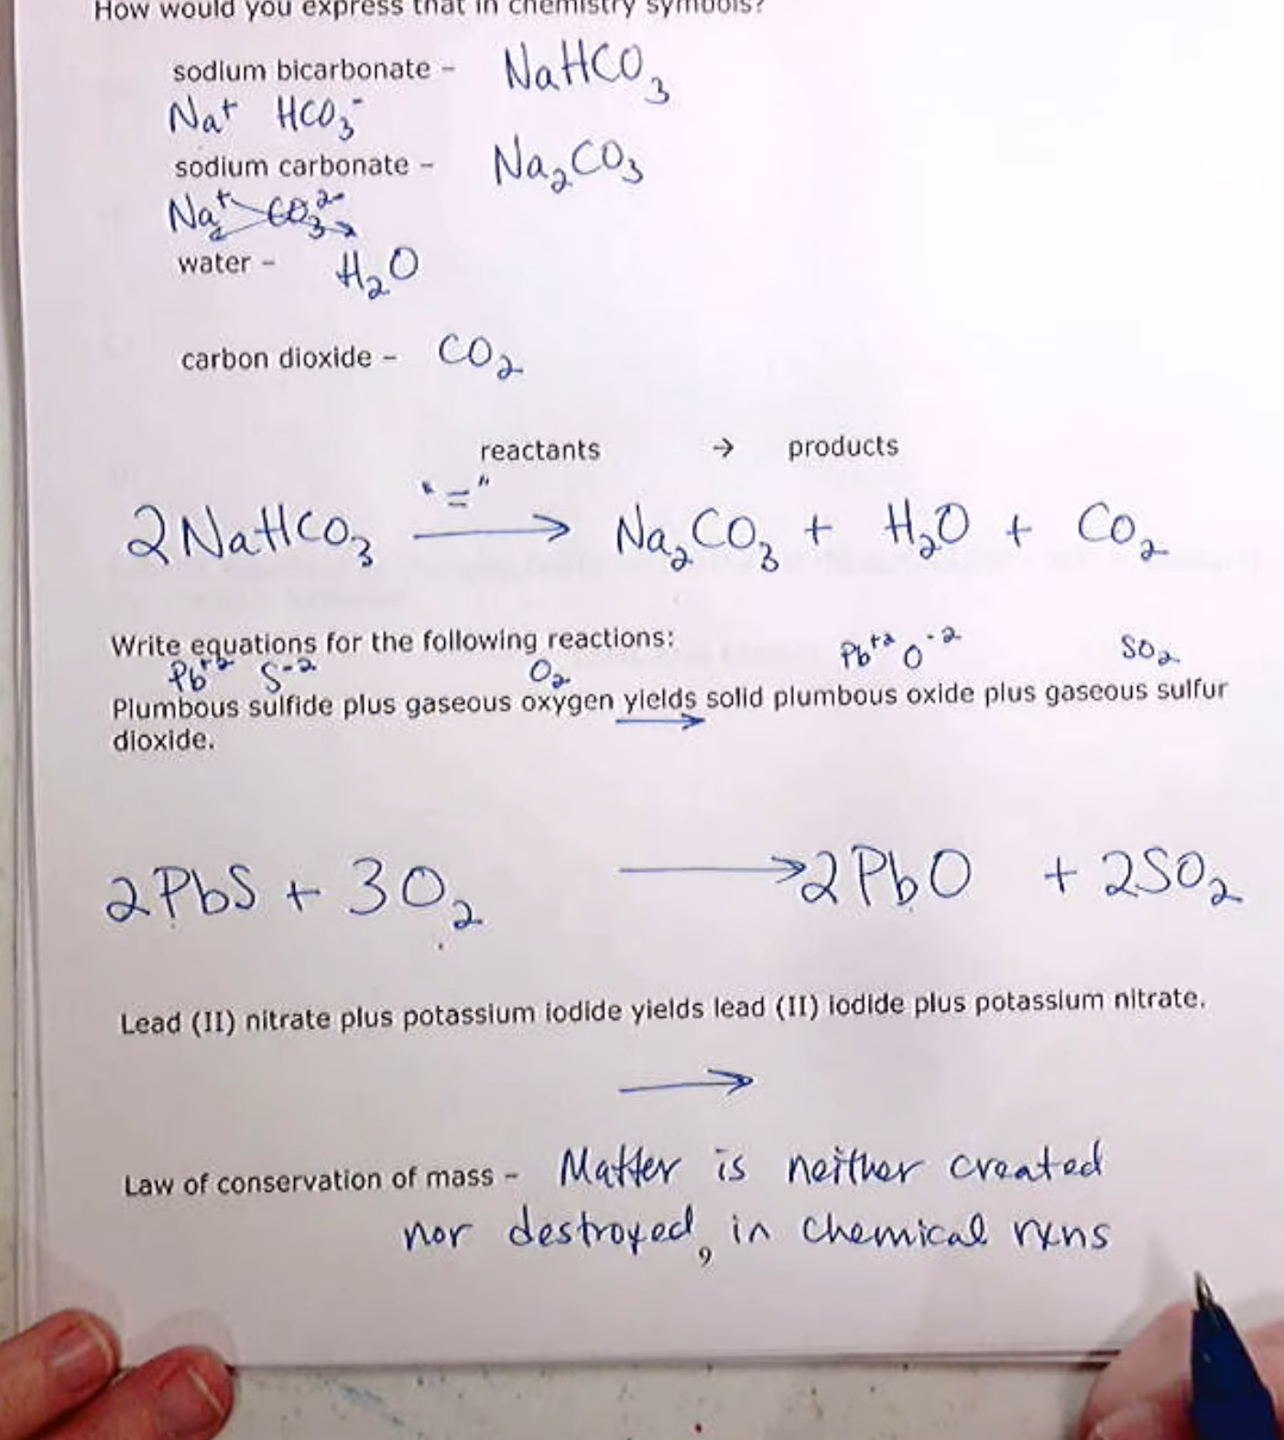 How would you express that in chemistry symbols?
sodium bicarbonate - NaHCO₃
Na⁺ HCO₃⁻
sodium carbonate - Na₂CO₃
Na⁺ CO₃²⁻
water - H₂O
carbon dioxide - CO₂
reactants → products
"="
2NaHCO₃ → Na₂CO₃ + H₂O + CO₂
Write equations for the following reactions:
Pb⁺² S⁻² O₂ Pb⁺² O⁻² SO₂
Plumbous sulfide plus gaseous oxygen yields solid plumbous oxide plus gaseous sulfur
dioxide.
2PbS + 3O₂ → 2PbO + 2SO₂
Lead (II) nitrate plus potassium iodide yields lead (II) iodide plus potassium nitrate.
→
Law of conservation of mass - Matter is neither created
nor destroyed, in chemical rxns